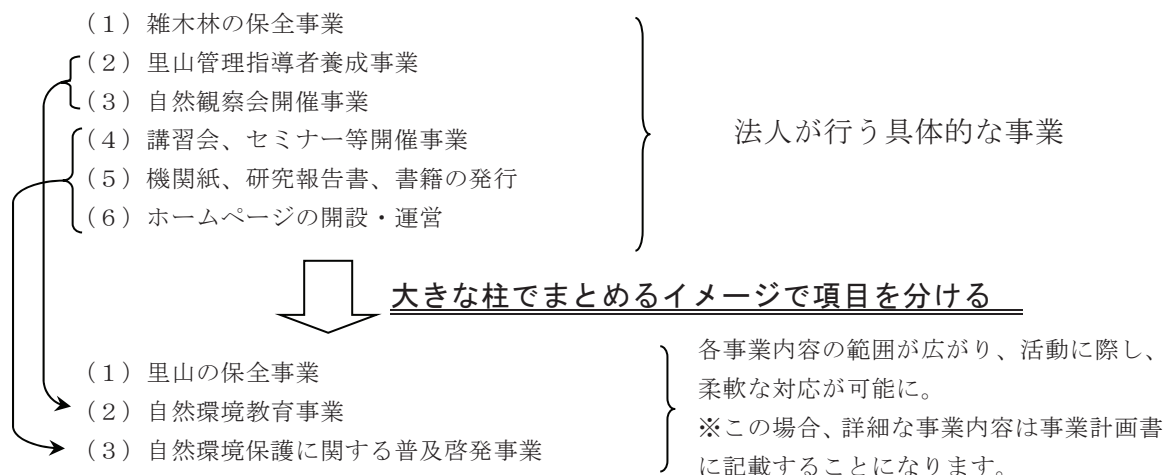 （１）雑木林の保全事業
（２）里山管理指導者養成事業
（３）自然観察会開催事業
（４）講習会、セミナー等開催事業
（５）機関紙、研究報告書、書籍の発行
（６）ホームページの開設・運営
法人が行う具体的な事業
大きな柱でまとめるイメージで項目を分ける
（１）里山の保全事業
（２）自然環境教育事業
（３）自然環境保護に関する普及啓発事業
各事業内容の範囲が広がり、活動に際し、
柔軟な対応が可能に。
※この場合、詳細な事業内容は事業計画書
に記載することになります。